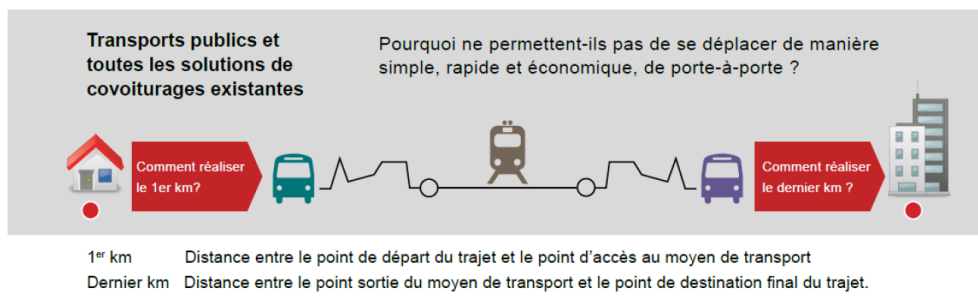 Transports publics et
toutes les solutions de
covoiturages existantes
Pourquoi ne permettent-ils pas de se déplacer de manière
simple, rapide et économique, de porte-à-porte ?
Comment réaliser
le 1er km?
Comment réaliser
le dernier km ?
1er km Distance entre le point de départ du trajet et le point d'accès au moyen de transport
Dernier km Distance entre le point sortie du moyen de transport et le point de destination final du trajet.